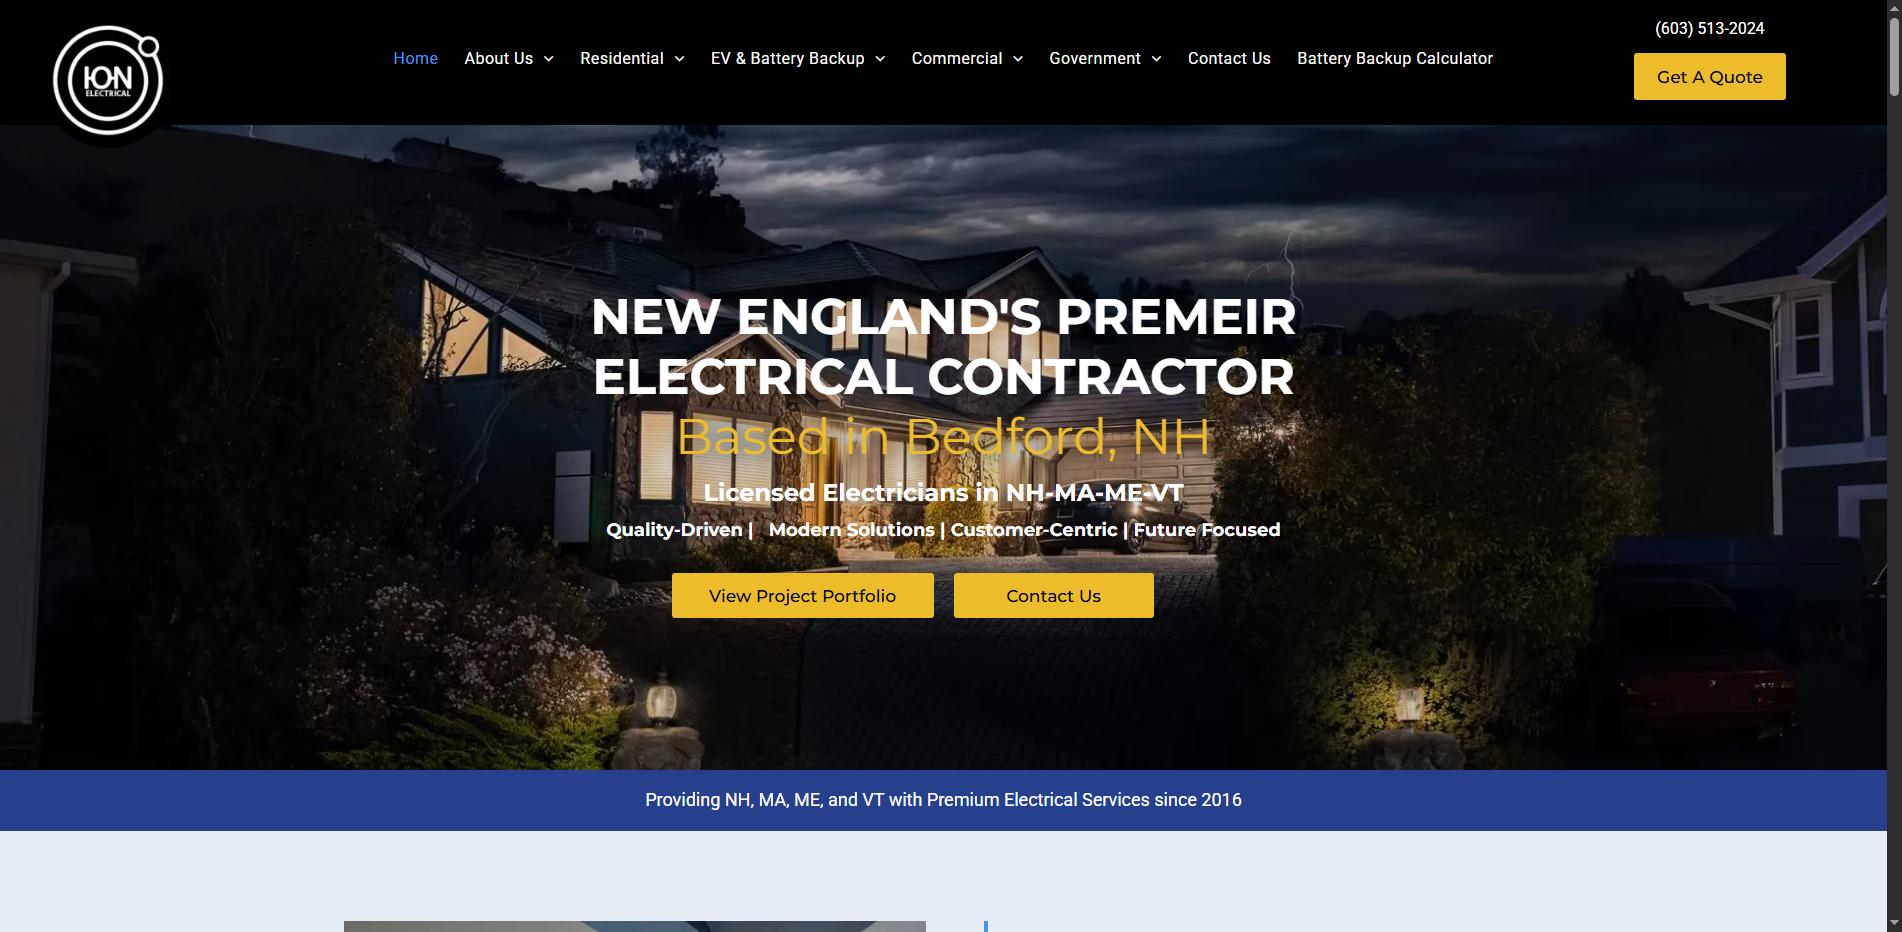 ION
ELECTRICAL
Home About Us Residential EV & Battery Backup Commercial Government Contact Us Battery Backup Calculator
(603) 513-2024
Get A Quote
NEW ENGLAND'S PREMEIR
ELECTRICAL CONTRACTOR
Based in Bedford, NH
Licensed Electricians in NH-MA-ME-VT
Quality-Driven | Modern Solutions | Customer-Centric | Future Focused
View Project Portfolio Contact Us
Providing NH, MA, ME, and VT with Premium Electrical Services since 2016